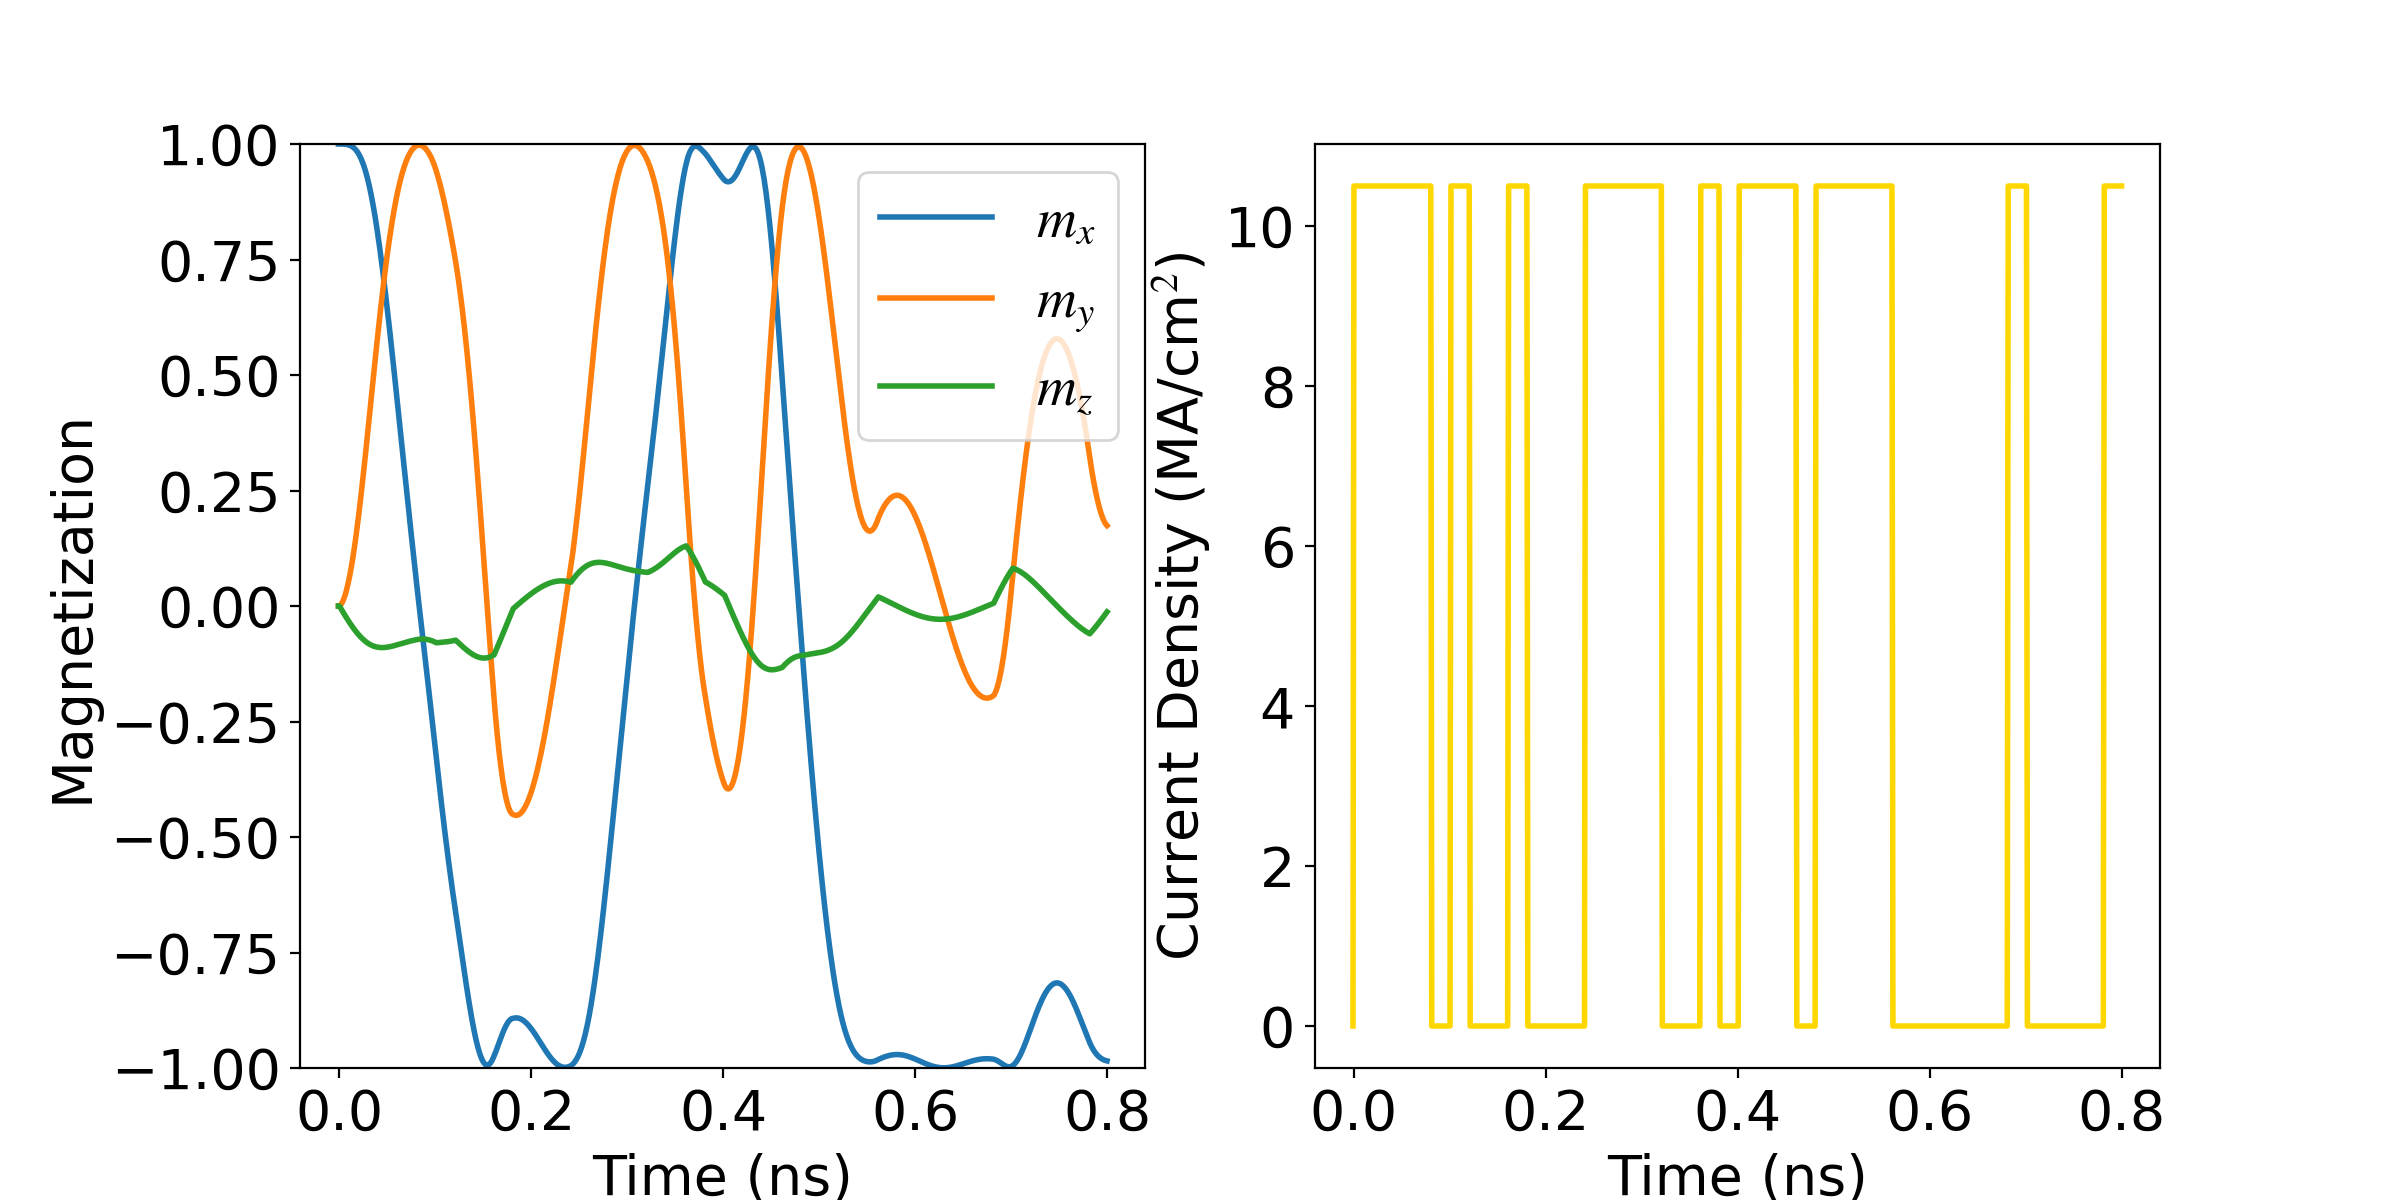 Magnetization
1.00
0.75
0.50
0.25
0.00
−0.25
−0.50
−0.75
−1.00
0.0 0.2 0.4 0.6 0.8
Time (ns)
m_x
m_y
m_z
Current Density (MA/cm²)
10
8
6
4
2
0
0.0 0.2 0.4 0.6 0.8
Time (ns)